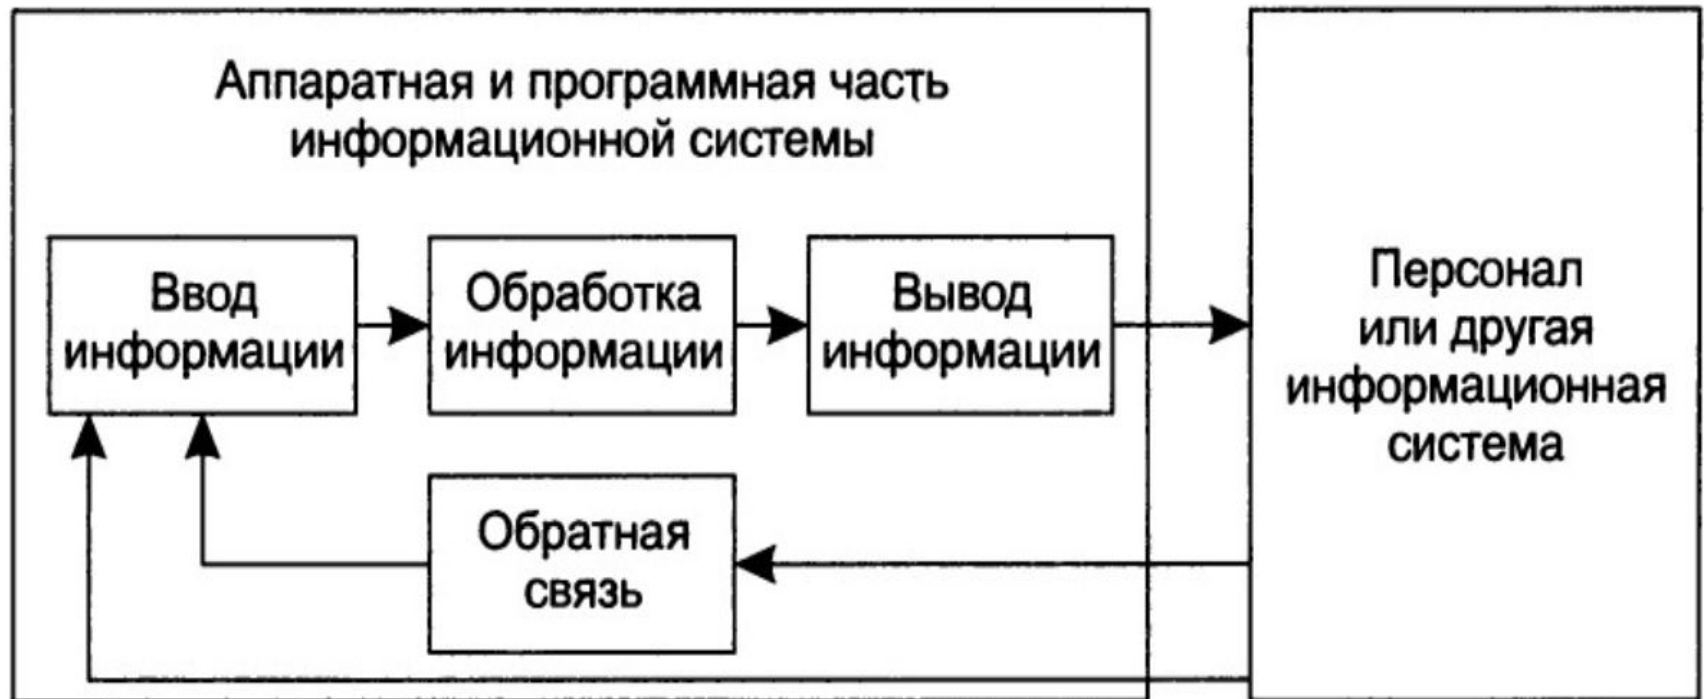 Аппаратная и программная часть
информационной системы
Ввод
информации
Обработка
информации
Вывод
информации
Обратная
связь
Персонал
или другая
информационная
система